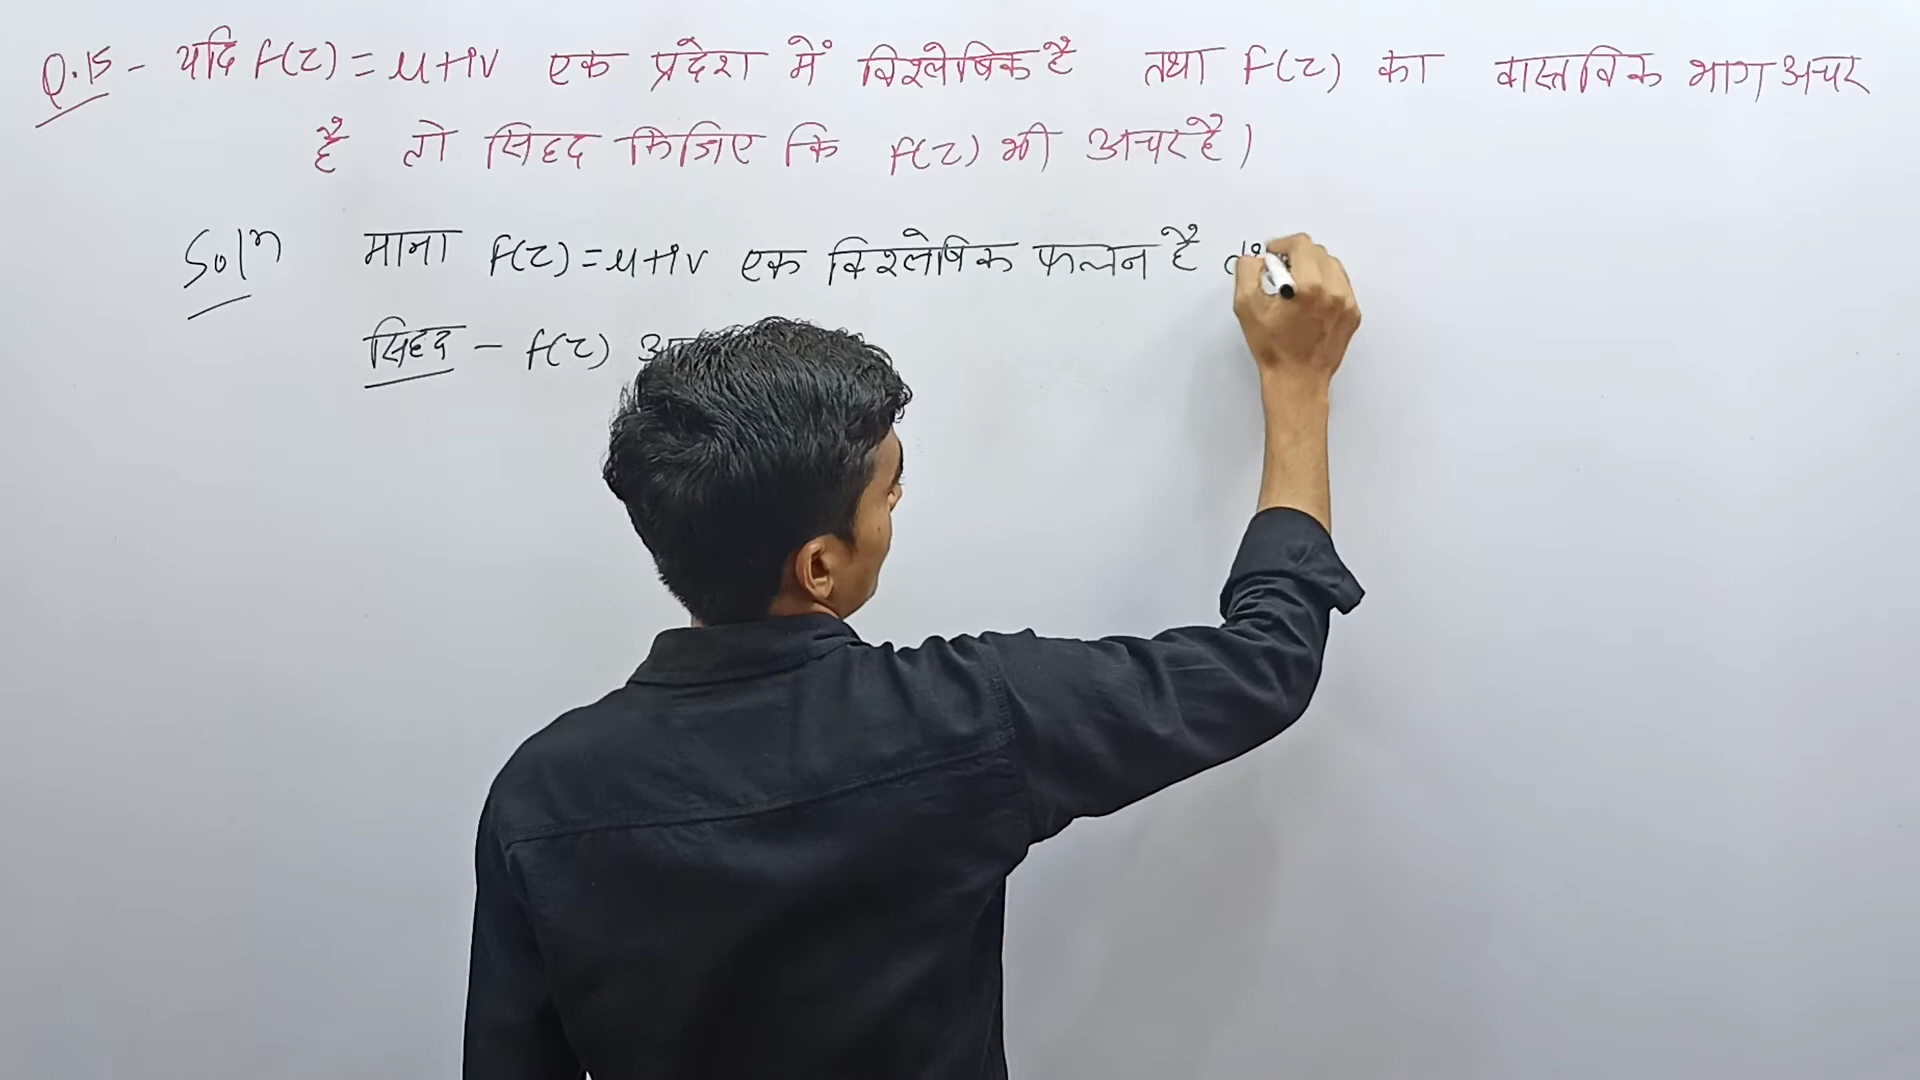 Q.15 - यदि f(z) = u+iv एक प्रदेश में विश्लेषिक है तथा f(z) का वास्तविक भाग अचर
है तो सिद्द किजिए कि f(z) भी अचर है।
Solⁿ माना f(z) = u+iv एक विश्लेषिक फलन है
सिद्द - f(z)